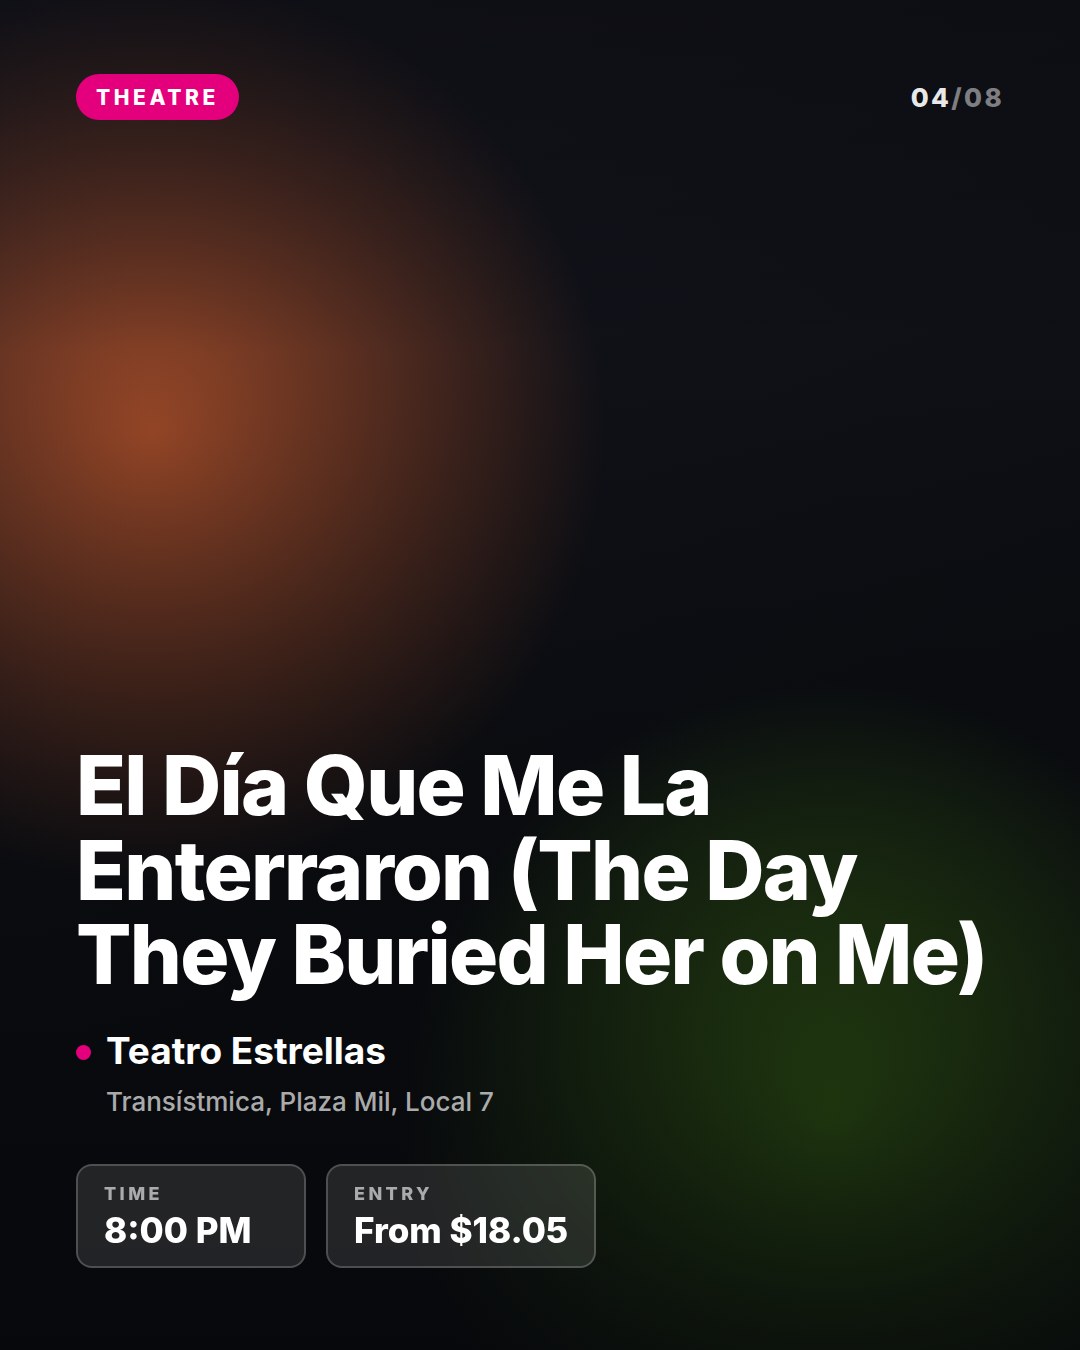 THEATRE
04/08
El Día Que Me La
Enterraron (The Day
They Buried Her on Me)
Teatro Estrellas
Transístmica, Plaza Mil, Local 7
TIME
8:00 PM
ENTRY
From $18.05